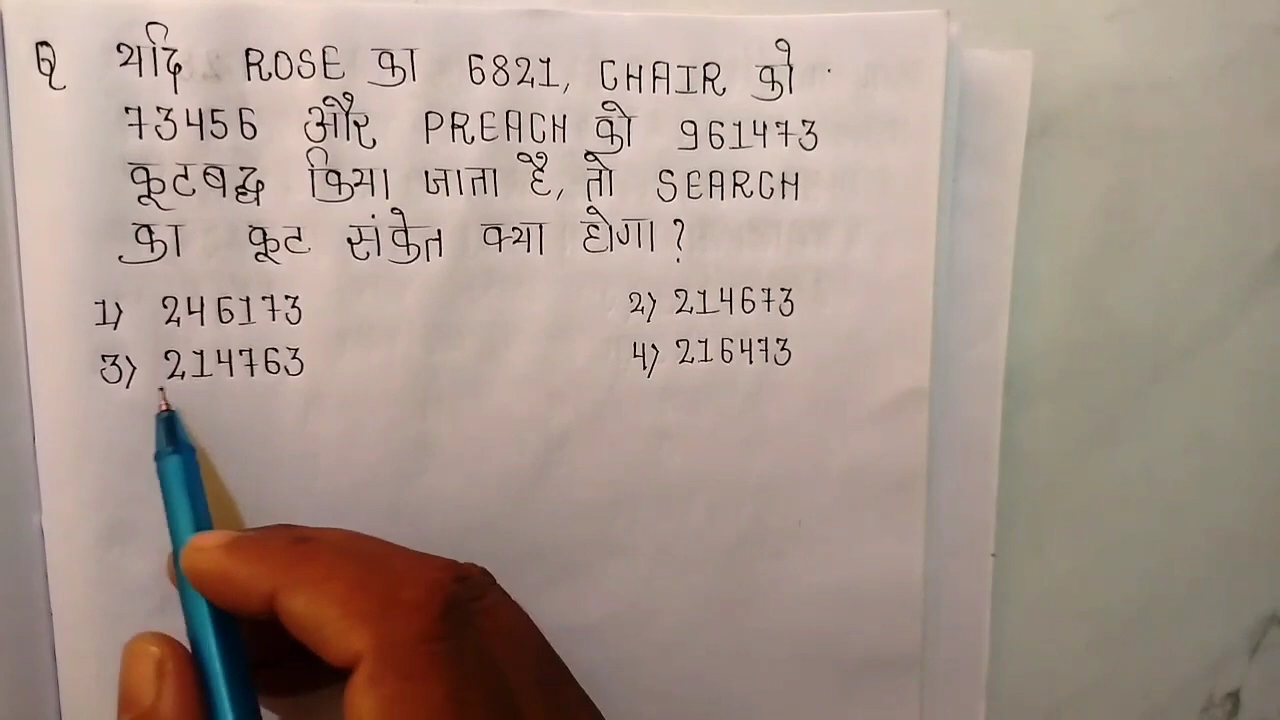 Q यदि ROSE का 6821, CHAIR को
73456 और PREACH को 961473
कूटबद्ध किया जाता है, तो SEARCH
का कूट संकेत क्या होगा?
1) 246173 2) 214673
3) 214763 4) 216473